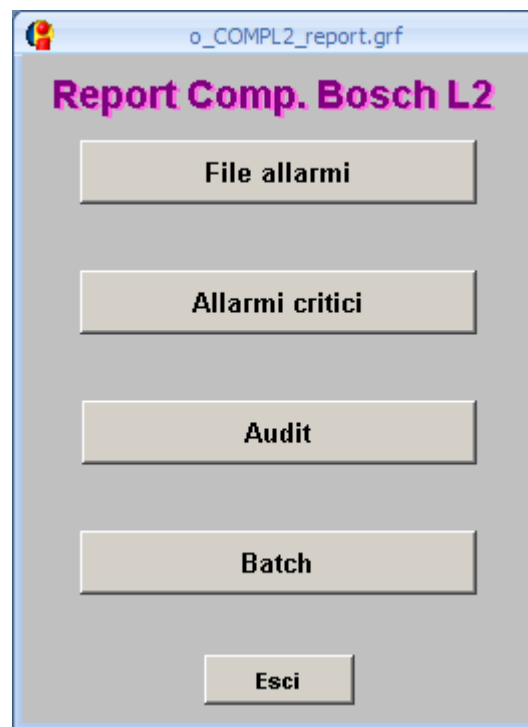 o_COMPL2_report.grf
Report Comp. Bosch L2
File allarmi
Allarmi critici
Audit
Batch
Esci